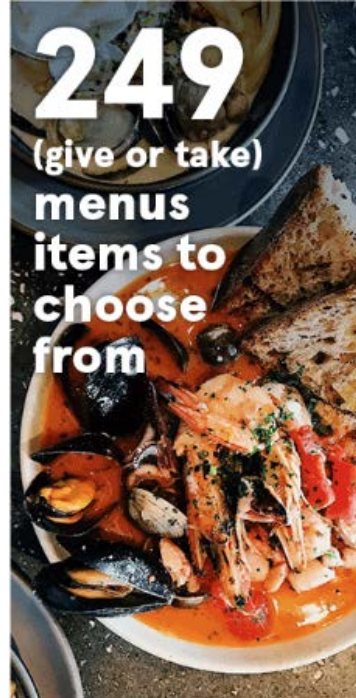 249
(give or take)
menus
items to
choose
from